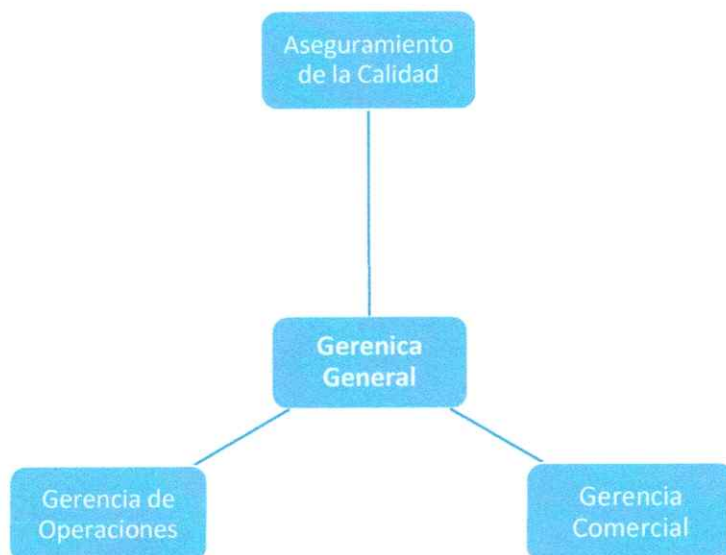 Aseguramiento
de la Calidad
Gerenica
General
Gerencia de
Operaciones
Gerencia
Comercial